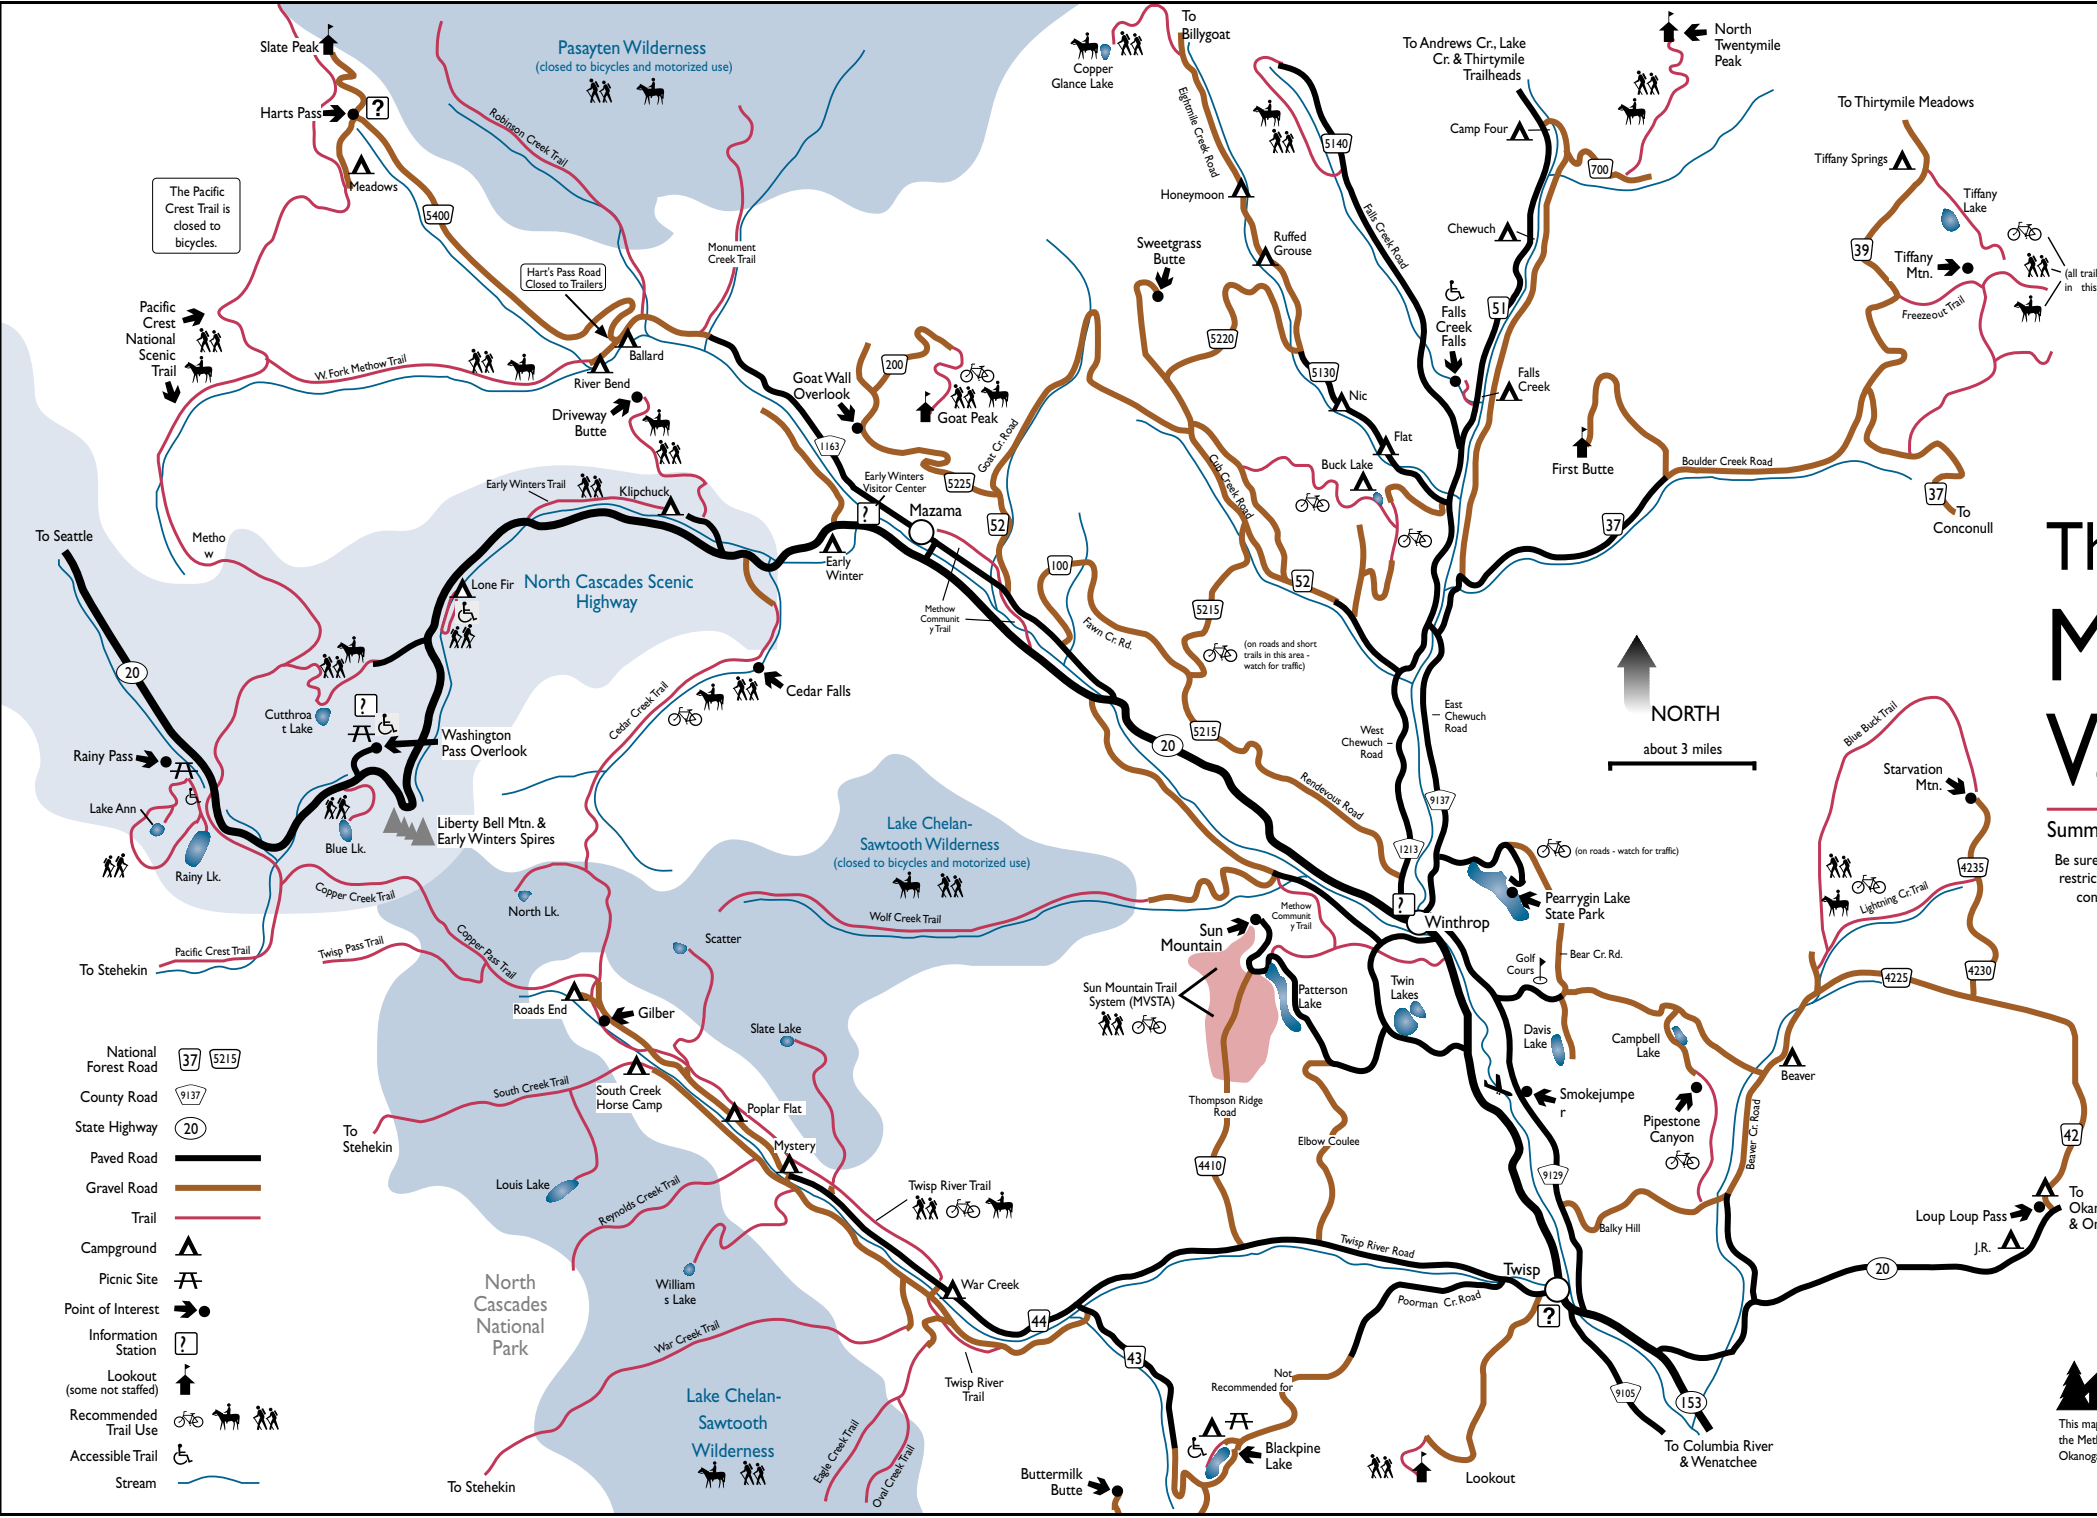 Slate Peak
Harts Pass
?
Meadows
5400
The Pacific
Crest Trail is
closed to
bicycles.
Pasayten Wilderness
(closed to bicycles and motorized use)
Robinson Creek Trail
Monument
Creek Trail
Hart's Pass Road
Closed to Trailers
Pacific
Crest
National
Scenic
Trail
W. Fork Methow Trail
Ballard
River Bend
Driveway
Butte
To
Billygoat
Copper
Glance Lake
Eightmile Creek Road
Honeymoon
Ruffed
Grouse
Sweetgrass
Butte
5220
5130
Nic
Flat
Buck Lake
5140
Falls Creek Road
To Andrews Cr., Lake
Cr. & Thirtymile
Trailheads
Camp Four
700
Chewuch
51
Falls
Creek
Falls
Falls
Creek
North
Twentymile
Peak
To Thirtymile Meadows
Tiffany Springs
Tiffany
Lake
39
Tiffany
Mtn.
(all trail
in this
Freezeout Trail
First Butte
Boulder Creek Road
37
To
Conconull
37
Goat Wall
Overlook
200
Goat Peak
1163
Goat Cr. Road
5225
52
Early Winters
Visitor Center
?
Mazama
Early
Winter
Early Winters Trail
Klipchuck
To Seattle
Metho
w
Lone Fir
North Cascades Scenic
Highway
Methow
Communit
y Trail
100
Fawn Cr. Rd.
Cub Creek Road
52
5215
(on roads and short
trails in this area -
watch for traffic)
5215
20
20
Cutthroa
t Lake
?
Washington
Pass Overlook
Rainy Pass
Lake Ann
Rainy Lk.
Blue Lk.
Liberty Bell Mtn. &
Early Winters Spires
Cedar Creek Trail
Cedar Falls
East
Chewuch
Road
West
Chewuch
Road
NORTH
about 3 miles
Rendevous Road
9137
1213
(on roads - watch for traffic)
Pearrygin Lake
State Park
?
Winthrop
Blue Buck Trail
Starvation
Mtn.
4235
Lightning Cr. Trail
4230
4225
Th
M
V
Summ
Be sure
restric
con
Lake Chelan-
Sawtooth Wilderness
(closed to bicycles and motorized use)
Wolf Creek Trail
Copper Creek Trail
Pacific Crest Trail
To Stehekin
Twisp Pass Trail
Copper Pass Trail
North Lk.
Scatter
Roads End
Gilber
Slate Lake
Sun
Mountain
Methow
Communit
y Trail
Sun Mountain Trail
System (MVSTA)
Patterson
Lake
Twin
Lakes
Golf
Cours
Bear Cr. Rd.
Davis
Lake
Campbell
Lake
Beaver
Smokejumpe
r
Pipestone
Canyon
Beaver Cr. Road
42
Thompson Ridge
Road
4410
Elbow Coulee
9129
Balky Hill
Loup Loup Pass
To
Okan
& On
J.R.
20
National
Forest Road
37
5215
County Road
9137
State Highway
20
Paved Road
Gravel Road
Trail
Campground
Picnic Site
Point of Interest
Information
Station
?
Lookout
(some not staffed)
Recommended
Trail Use
Accessible Trail
Stream
South Creek Trail
To
Stehekin
South Creek
Horse Camp
Poplar Flat
Mystery
Louis Lake
Reynolds Creek Trail
Twisp River Trail
William
s Lake
North
Cascades
National
Park
War Creek
War Creek Trail
44
Twisp River
Trail
Lake Chelan-
Sawtooth
Wilderness
Eagle Creek Trail
Oval Creek Trail
To Stehekin
Twisp River Road
Twisp
?
Poorman Cr. Road
43
Not
Recommended for
Buttermilk
Butte
Blackpine
Lake
Lookout
9105
153
To Columbia River
& Wenatchee
This map
the Meth
Okanoga